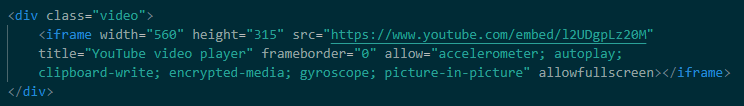 <div class="video">
<iframe width="560" height="315" src="https://www.youtube.com/embed/l2UDgpLz20M"
title="YouTube video player" frameborder="0" allow="accelerometer; autoplay;
clipboard-write; encrypted-media; gyroscope; picture-in-picture" allowfullscreen></iframe>
</div>